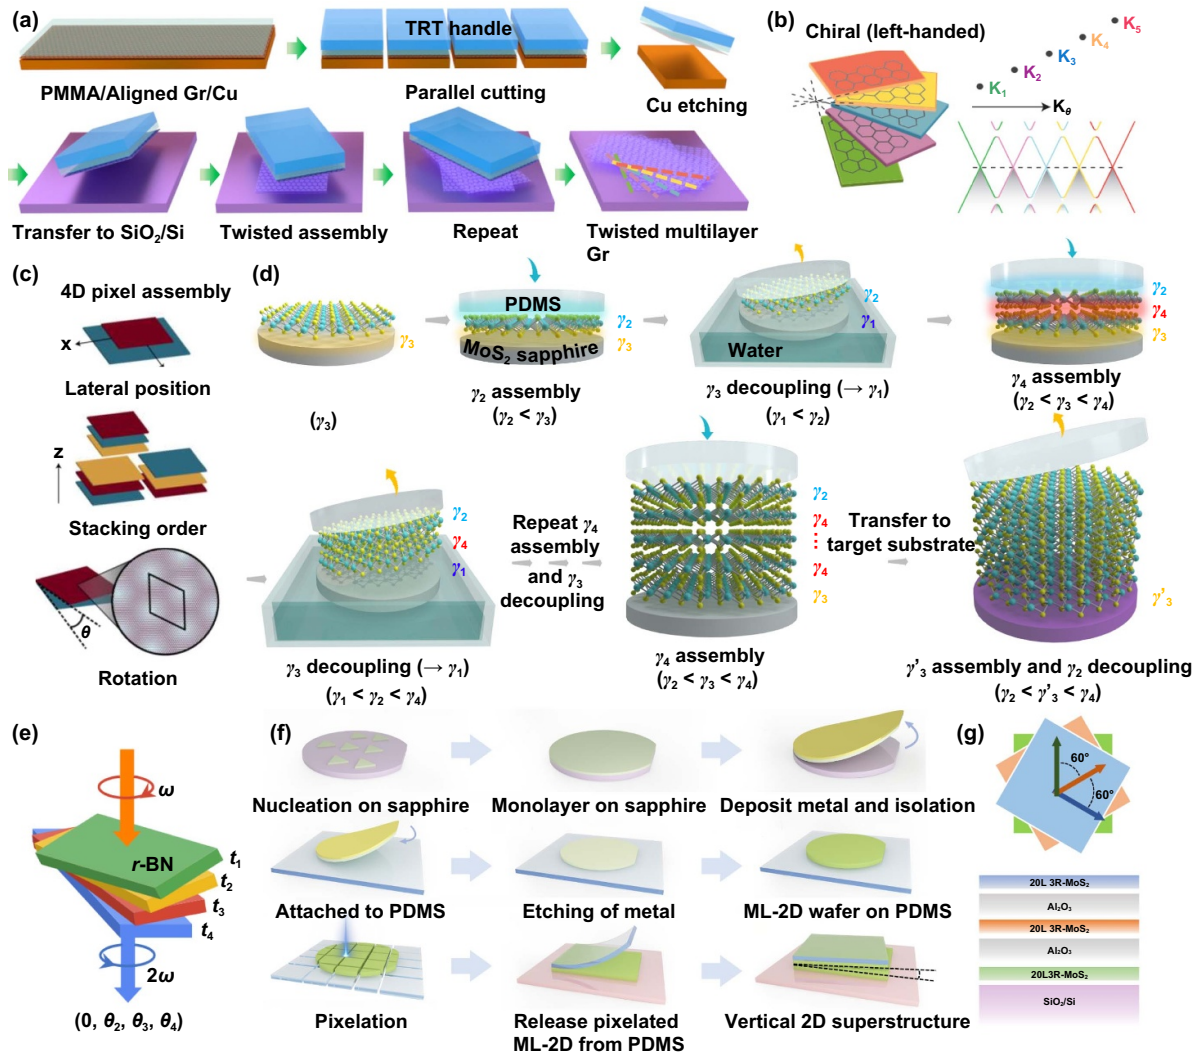 (a)
TRT handle
PMMA/Aligned Gr/Cu
Parallel cutting
Cu etching
Transfer to SiO₂/Si
Twisted assembly
Repeat
Twisted multilayer
Gr
(b)
Chiral (left-handed)
K₁
K₂
K₃
K₄
K₅
K_θ
(c)
4D pixel assembly
x
Lateral position
z
Stacking order
θ
Rotation
(d)
γ₃
(γ₃)
PDMS
MoS₂ sapphire
γ₂
γ₃
γ₂ assembly
(γ₂ < γ₃)
Water
γ₂
γ₁
γ₃ decoupling (→ γ₁)
(γ₁ < γ₂)
γ₂
γ₄
γ₃
γ₄ assembly
(γ₂ < γ₃ < γ₄)
γ₂
γ₄
γ₁
γ₃ decoupling (→ γ₁)
(γ₁ < γ₂ < γ₄)
Repeat γ₄
assembly
and γ₃
decoupling
γ₂
γ₄
⋮
γ₄
γ₃
γ₄ assembly
(γ₂ < γ₃ < γ₄)
Transfer to
target substrate
γ'₃
γ'₃ assembly and γ₂ decoupling
(γ₂ < γ'₃ < γ₄)
(e)
ω
r-BN
t₁
t₂
t₃
t₄
2ω
(0, θ₂, θ₃, θ₄)
(f)
Nucleation on sapphire
Monolayer on sapphire
Deposit metal and isolation
Attached to PDMS
Etching of metal
ML-2D wafer on PDMS
Pixelation
Release pixelated
ML-2D from PDMS
Vertical 2D superstructure
(g)
60°
60°
20L 3R-MoS₂
Al₂O₃
20L 3R-MoS₂
Al₂O₃
20L3R-MoS₂
SiO₂/Si